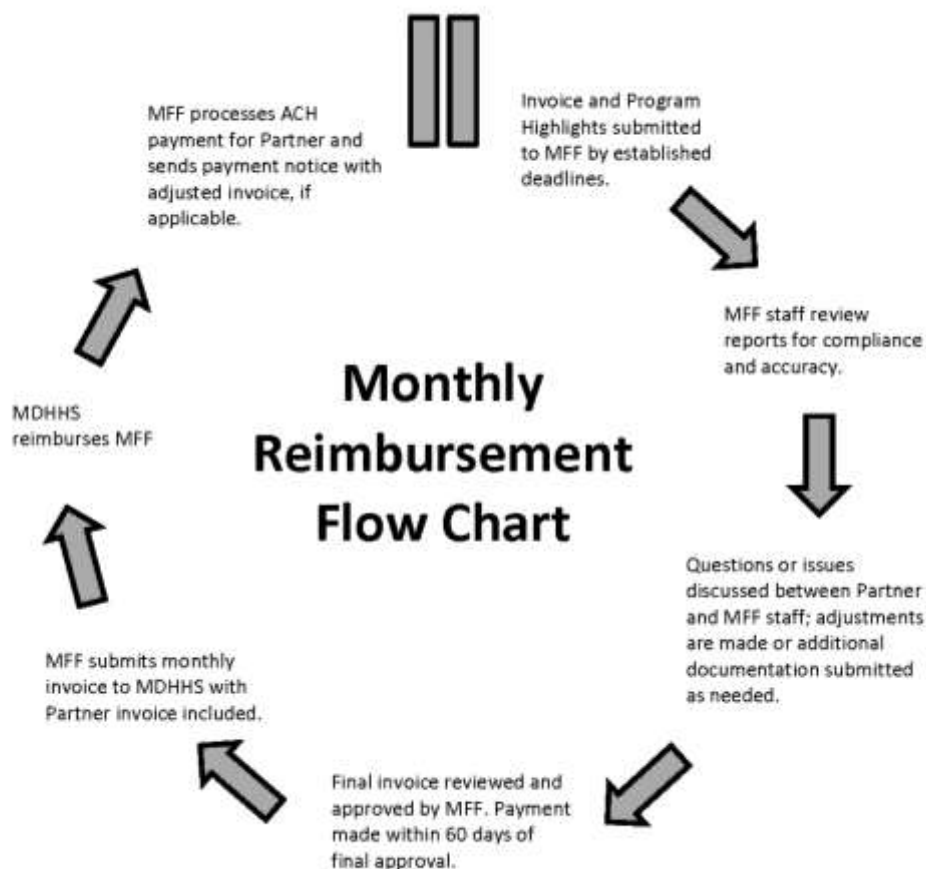 Monthly
Reimbursement
Flow Chart
Invoice and Program
Highlights submitted
to MFF by established
deadlines.
MFF staff review
reports for compliance
and accuracy.
Questions or issues
discussed between Partner
and MFF staff; adjustments
are made or additional
documentation submitted
as needed.
Final invoice reviewed and
approved by MFF. Payment
made within 60 days of
final approval.
MFF submits monthly
invoice to MDHHS with
Partner invoice included.
MDHHS
reimburses MFF
MFF processes ACH
payment for Partner and
sends payment notice with
adjusted invoice, if
applicable.